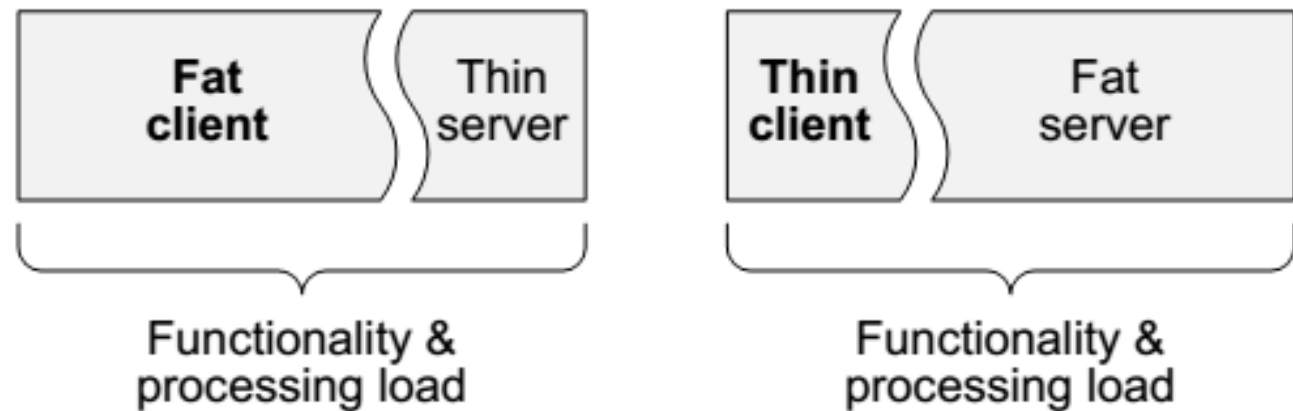 Fat
client
Thin
server
Functionality &
processing load
Thin
client
Fat
server
Functionality &
processing load